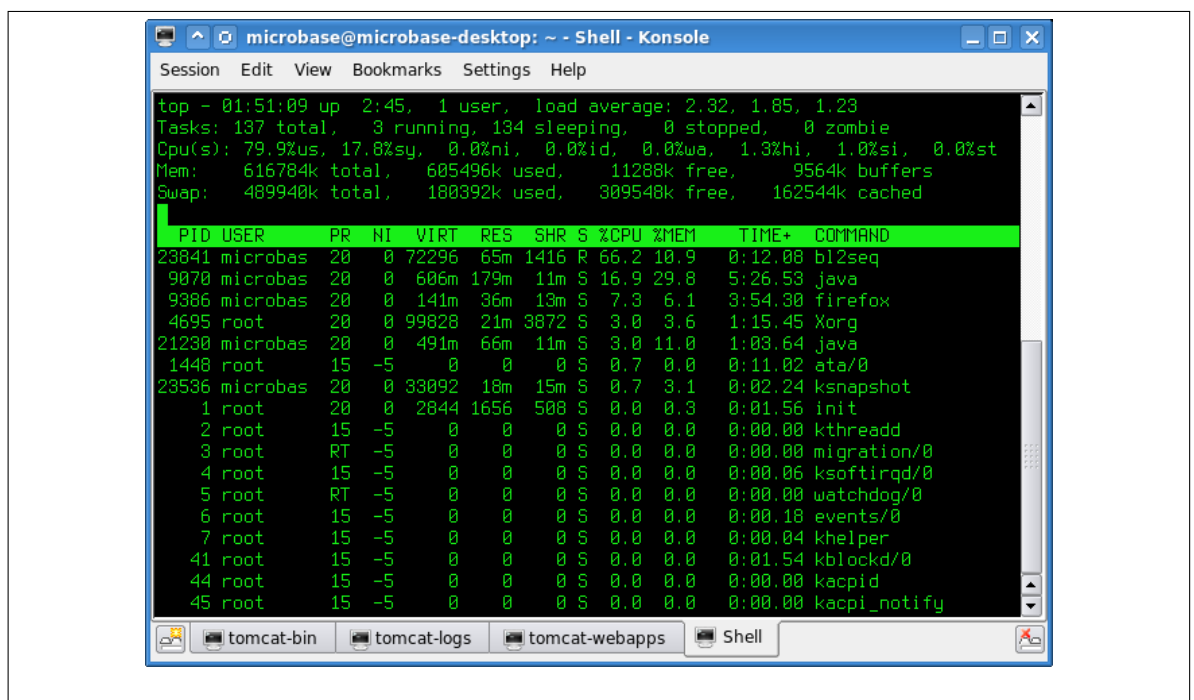 microbase@microbase-desktop: ~ - Shell - Konsole
Session Edit View Bookmarks Settings Help
top - 01:51:09 up  2:45,  1 user,  load average: 2.32, 1.85, 1.23
Tasks: 137 total,   3 running, 134 sleeping,   0 stopped,   0 zombie
Cpu(s): 79.9%us, 17.8%sy,  0.0%ni,  0.0%id,  0.0%wa,  1.3%hi,  1.0%si,  0.0%st
Mem:    616784k total,   605496k used,    11288k free,     9564k buffers
Swap:   489940k total,   180392k used,   309548k free,   162544k cached
PID USER      PR  NI  VIRT  RES  SHR S %CPU %MEM    TIME+  COMMAND
23841 microbas  20   0 72296  65m 1416 R 66.2 10.9   0:12.08 bl2seq
9070 microbas  20   0  606m 179m  11m S 16.9 29.8   5:26.53 java
9386 microbas  20   0  141m  36m  13m S  7.3  6.1   3:54.30 firefox
4695 root      20   0 99828  21m 3872 S  3.0  3.6   1:15.45 Xorg
21230 microbas  20   0  491m  66m  11m S  3.0 11.0   1:03.64 java
1448 root      15  -5     0    0    0 S  0.7  0.0   0:11.02 ata/0
23536 microbas  20   0 33092  18m  15m S  0.7  3.1   0:02.24 ksnapshot
1 root      20   0  2844 1656  508 S  0.0  0.3   0:01.56 init
2 root      15  -5     0    0    0 S  0.0  0.0   0:00.00 kthreadd
3 root      RT  -5     0    0    0 S  0.0  0.0   0:00.00 migration/0
4 root      15  -5     0    0    0 S  0.0  0.0   0:00.06 ksoftirqd/0
5 root      RT  -5     0    0    0 S  0.0  0.0   0:00.00 watchdog/0
6 root      15  -5     0    0    0 S  0.0  0.0   0:00.18 events/0
7 root      15  -5     0    0    0 S  0.0  0.0   0:00.04 khelper
41 root      15  -5     0    0    0 S  0.0  0.0   0:01.54 kblockd/0
44 root      15  -5     0    0    0 S  0.0  0.0   0:00.00 kacpid
45 root      15  -5     0    0    0 S  0.0  0.0   0:00.00 kacpi_notify
tomcat-bin tomcat-logs tomcat-webapps Shell